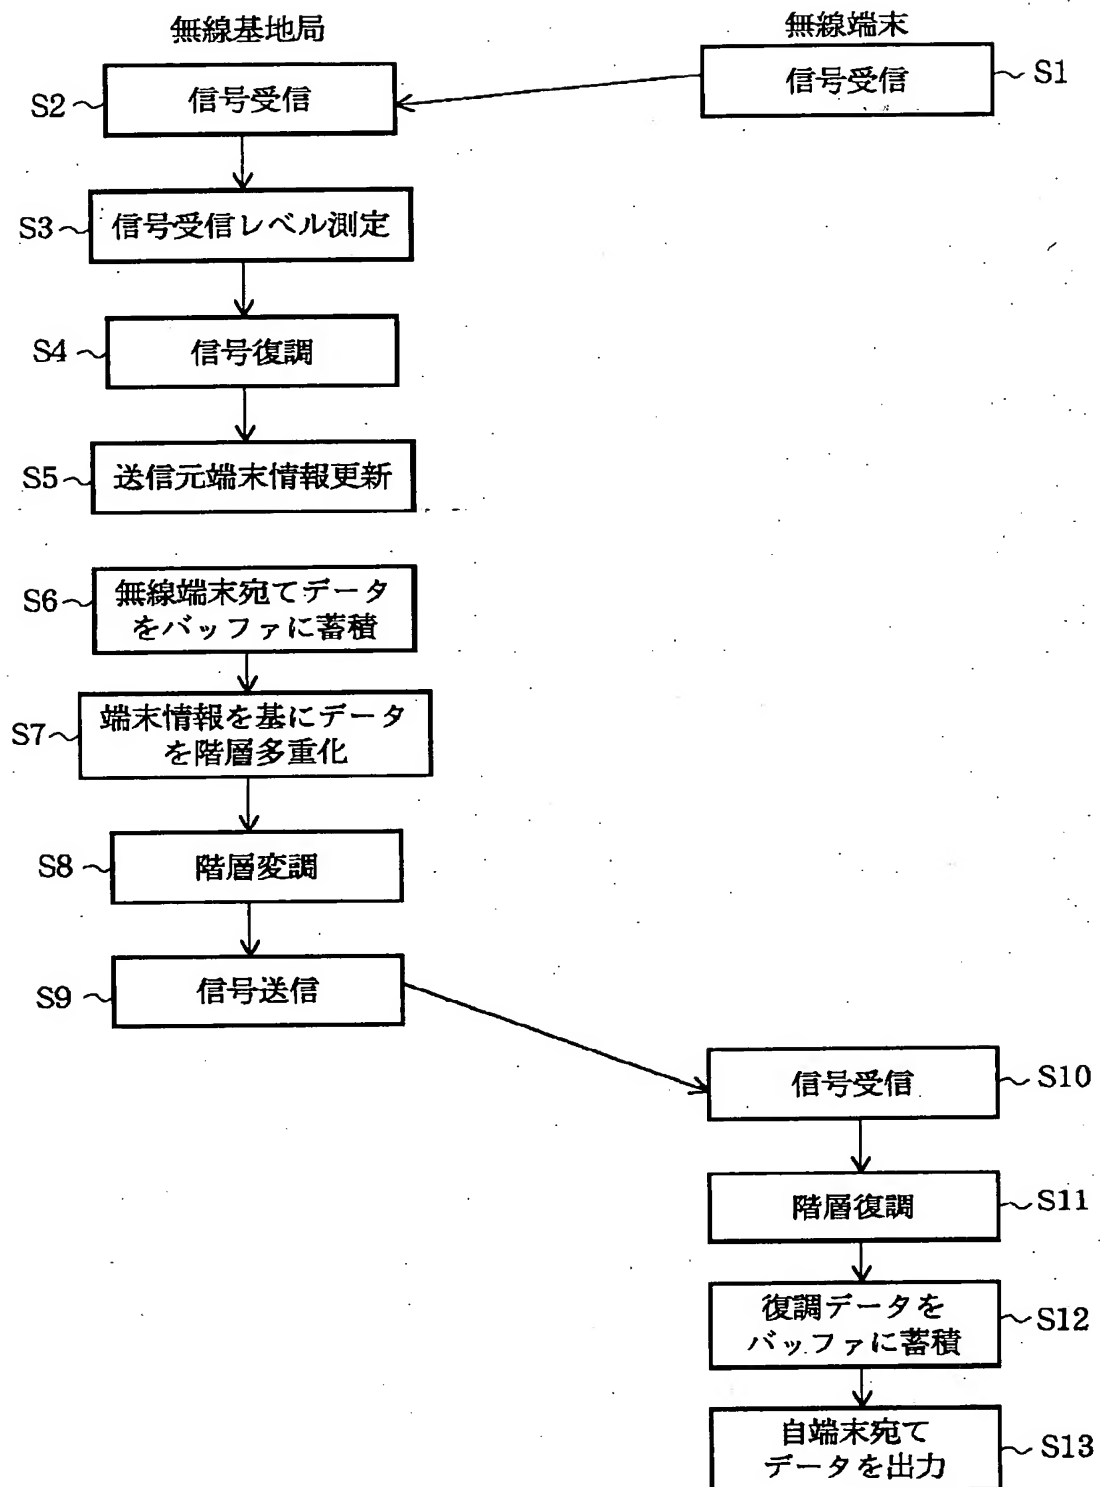 無線基地局
無線端末
信号受信
S1
S2
信号受信
S3
信号受信レベル測定
S4
信号復調
S5
送信元端末情報更新
S6
無線端末宛てデータ
をバッファに蓄積
S7
端末情報を基にデータ
を階層多重化
S8
階層変調
S9
信号送信
信号受信
S10
階層復調
S11
復調データを
バッファに蓄積
S12
自端末宛て
データを出力
S13